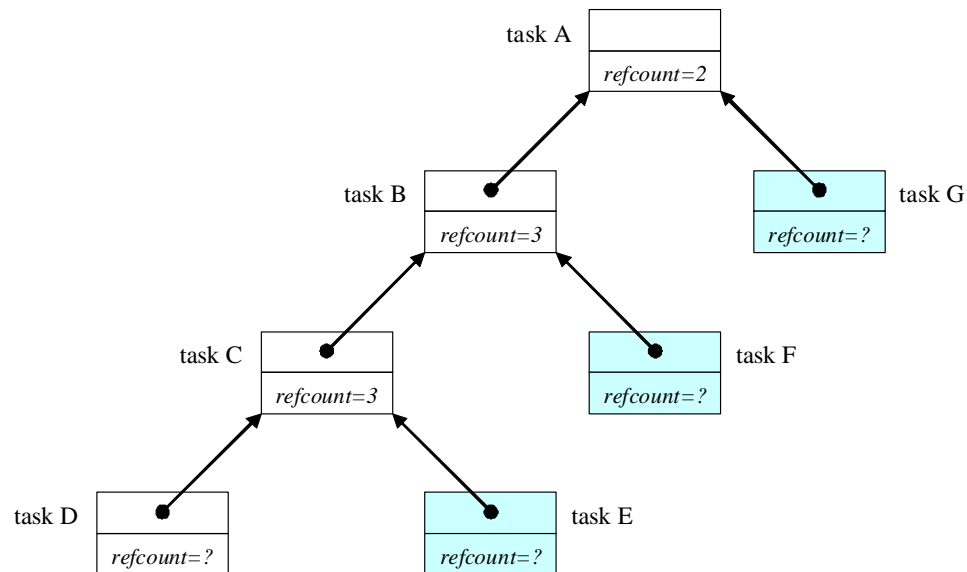 task A
refcount=2
task B
task G
refcount=3
refcount=?
task C
task F
refcount=3
refcount=?
task D
task E
refcount=?
refcount=?